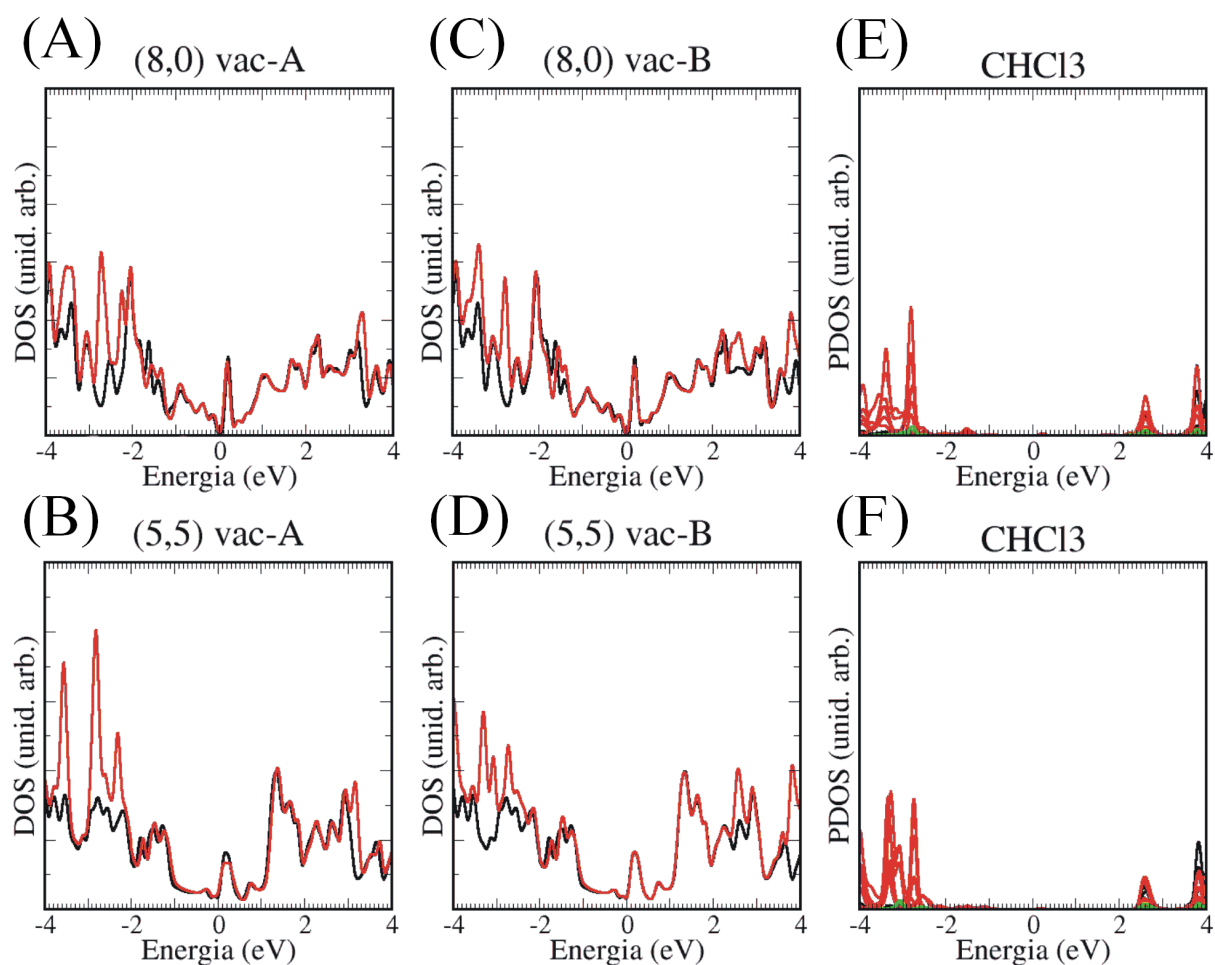 (A)
(8,0) vac-A
DOS (unid. arb.)
-4 -2 0 2 4
Energia (eV)
(C)
(8,0) vac-B
DOS (unid. arb.)
-4 -2 0 2 4
Energia (eV)
(E)
CHCl3
PDOS (unid. arb.)
-4 -2 0 2 4
Energia (eV)
(B)
(5,5) vac-A
DOS (unid. arb.)
-4 -2 0 2 4
Energia (eV)
(D)
(5,5) vac-B
DOS (unid. arb.)
-4 -2 0 2 4
Energia (eV)
(F)
CHCl3
PDOS (unid. arb.)
-4 -2 0 2 4
Energia (eV)